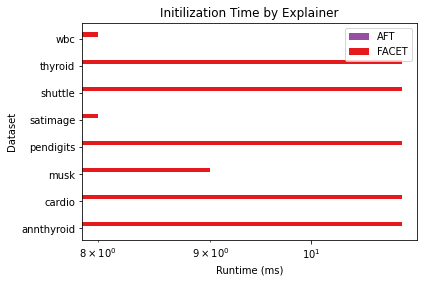 Initilization Time by Explainer
AFT
FACET
wbc
thyroid
shuttle
satimage
pendigits
musk
cardio
annthyroid
Dataset
8 × 10⁰
9 × 10⁰
10¹
Runtime (ms)